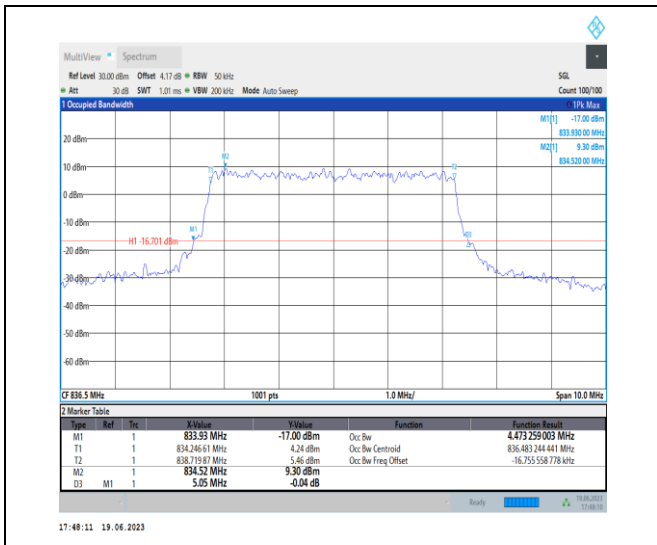 MultiView Spectrum
Ref Level 30.00 dBm Offset 4.17 dB RBW 50 kHz SGL
Att 30 dB SWT 1.01 ms VBW 200 kHz Mode Auto Sweep Count 100/100
1 Occupied Bandwidth 1Pk Max
M1[1] -17.00 dBm
833.930 00 MHz
M2[1] 9.30 dBm
834.520 00 MHz
20 dBm
M2
T1 T2
10 dBm
0 dBm
-10 dBm
M1
D3
H1 -16.701 dBm
-20 dBm
-30 dBm
-40 dBm
-50 dBm
-60 dBm
CF 836.5 MHz 1001 pts 1.0 MHz/ Span 10.0 MHz
2 Marker Table
Type Ref Trc X-Value Y-Value Function Function Result
M1 1 833.93 MHz -17.00 dBm Occ Bw 4.473 259 003 MHz
T1 1 834.246 61 MHz 4.24 dBm Occ Bw Centroid 836.483 244 441 MHz
T2 1 838.719 87 MHz 5.46 dBm Occ Bw Freq Offset -16.755 558 778 kHz
M2 1 834.52 MHz 9.30 dBm
D3 M1 1 5.05 MHz -0.04 dB
Ready 19.06.2023
17:48:10
17:48:11 19.06.2023